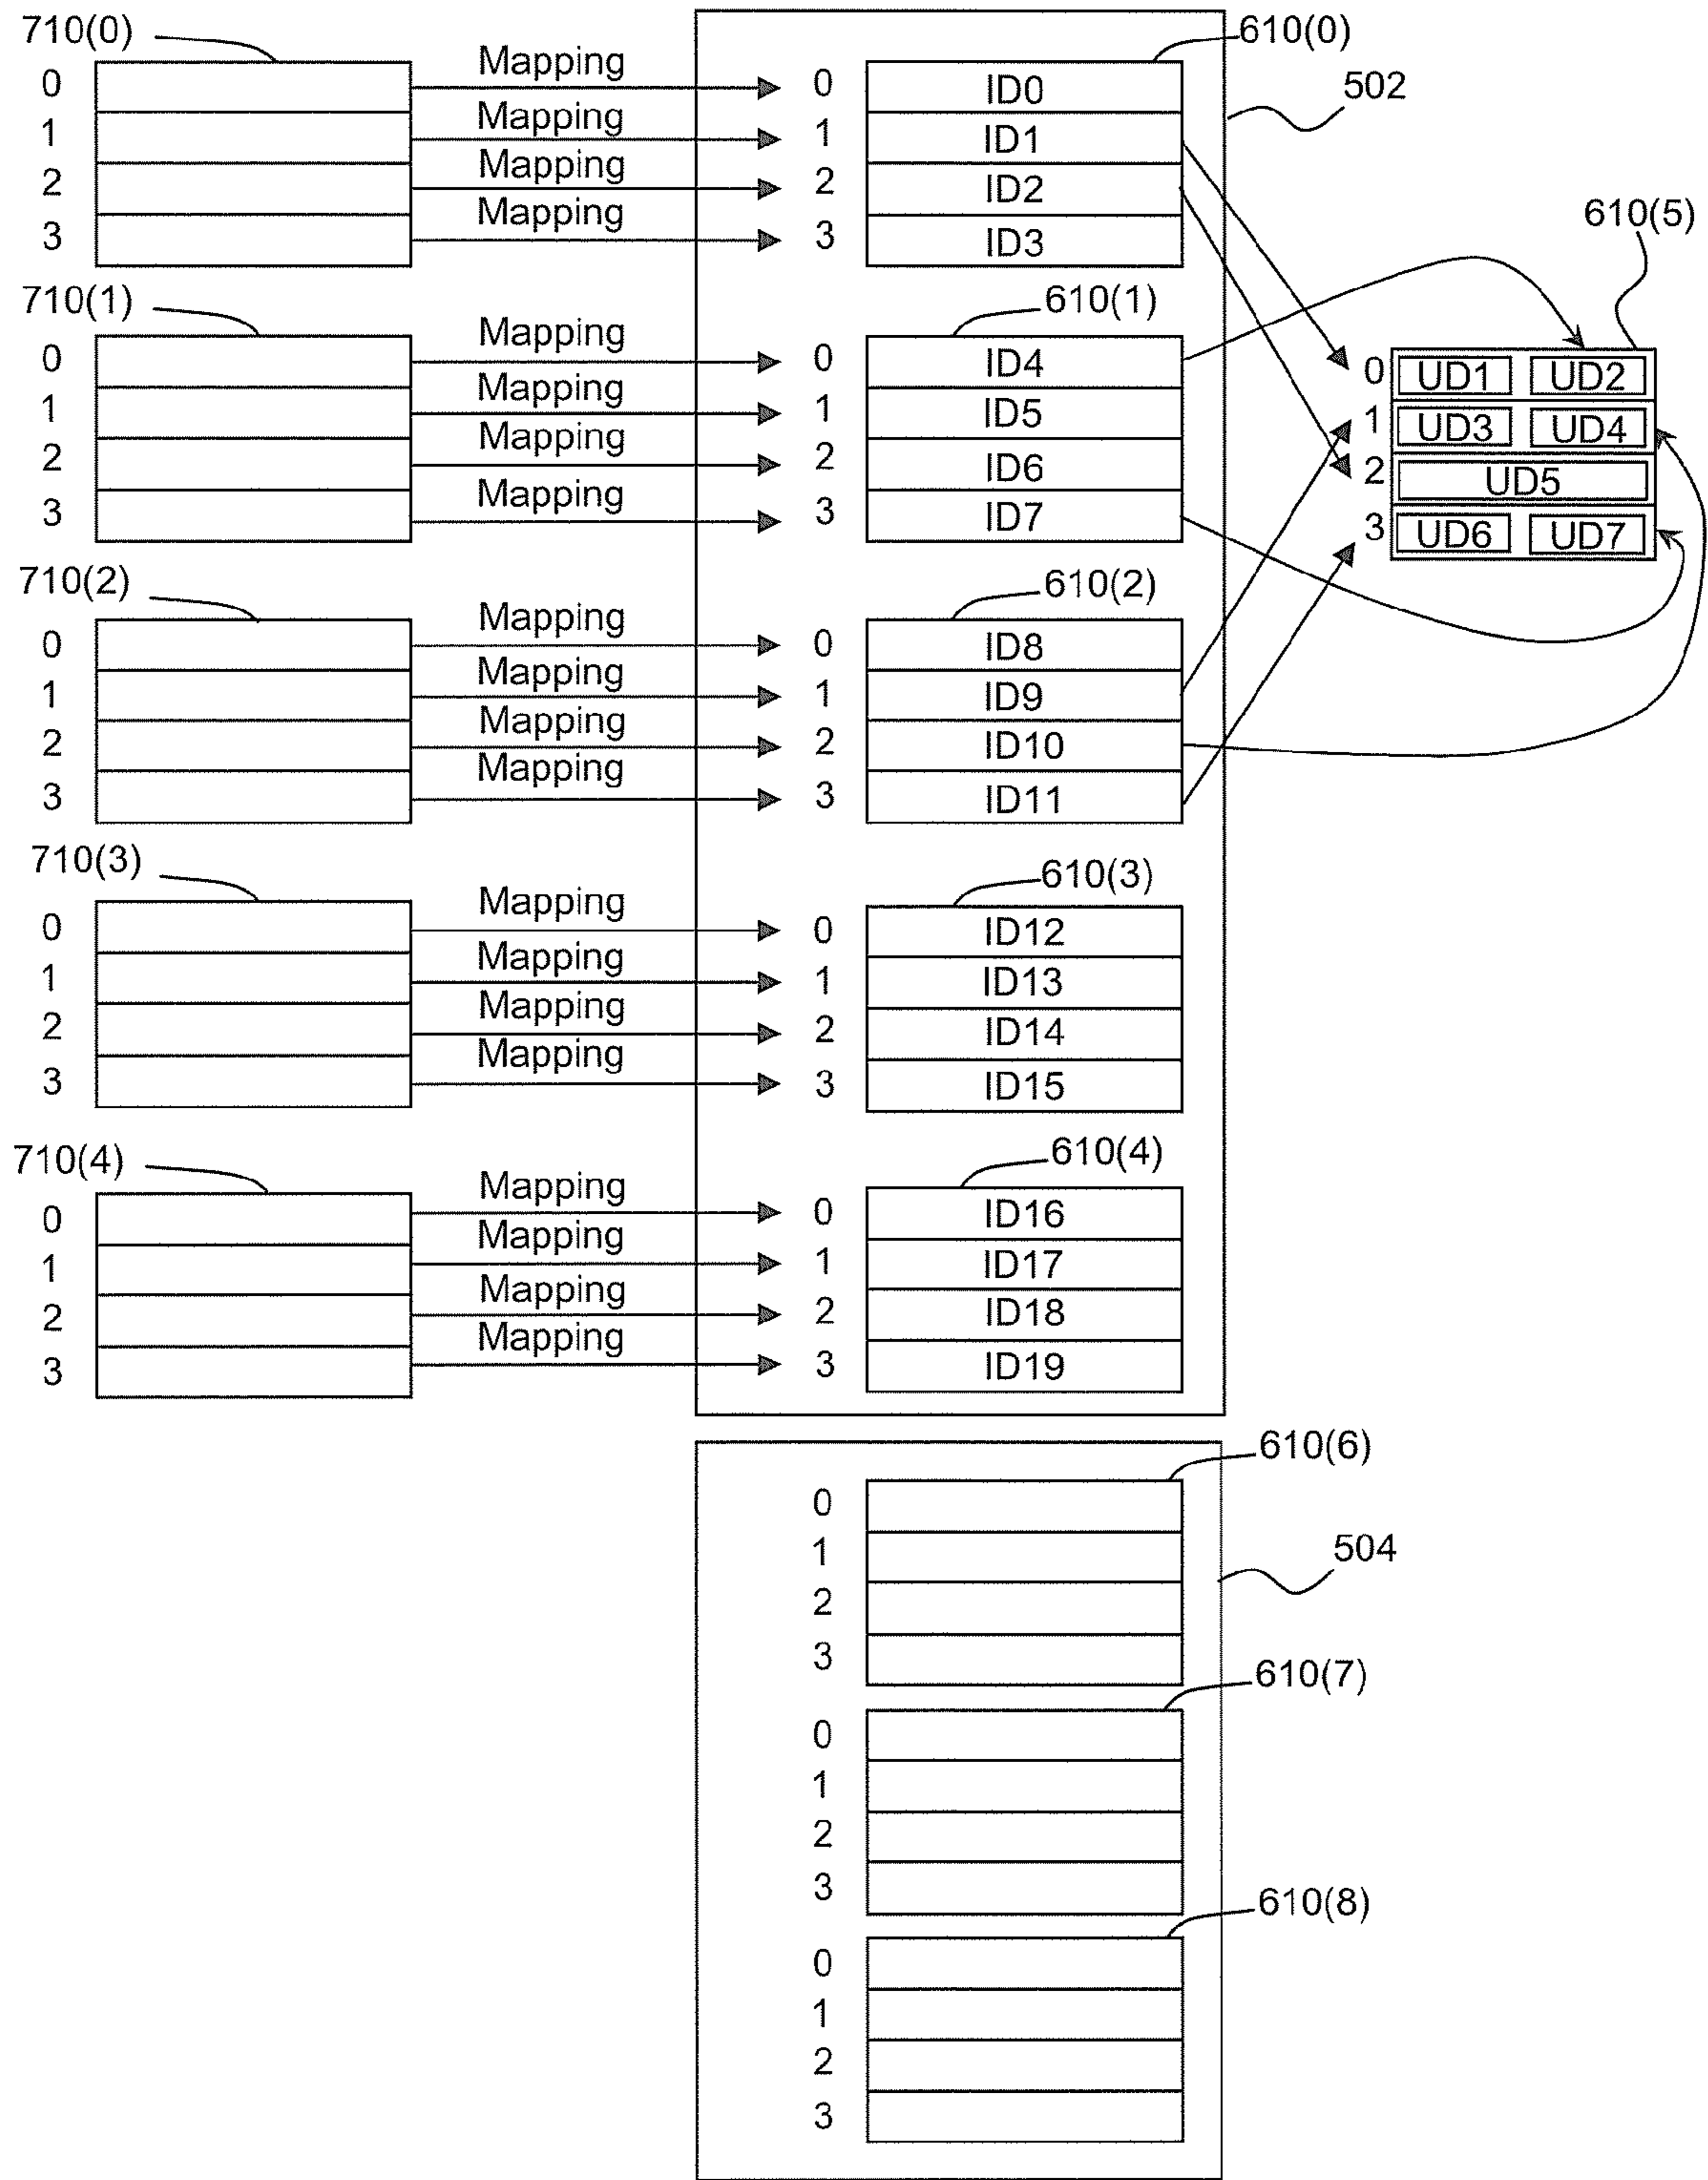 710(0) 610(0)
Mapping
0 0 ID0 502
Mapping
1 1 ID1
Mapping
2 2 ID2
Mapping
3 3 ID3
610(5)
710(1) 610(1)
Mapping
0 0 ID4
Mapping
1 1 ID5
Mapping
2 2 ID6
Mapping
3 3 ID7
0 UD1 UD2
1 UD3 UD4
2 UD5
3 UD6 UD7
710(2) 610(2)
Mapping
0 0 ID8
Mapping
1 1 ID9
Mapping
2 2 ID10
Mapping
3 3 ID11
710(3) 610(3)
Mapping
0 0 ID12
Mapping
1 1 ID13
Mapping
2 2 ID14
Mapping
3 3 ID15
710(4) 610(4)
Mapping
0 0 ID16
Mapping
1 1 ID17
Mapping
2 2 ID18
Mapping
3 3 ID19
610(6)
0
1 504
2
3
610(7)
0
1
2
3
610(8)
0
1
2
3